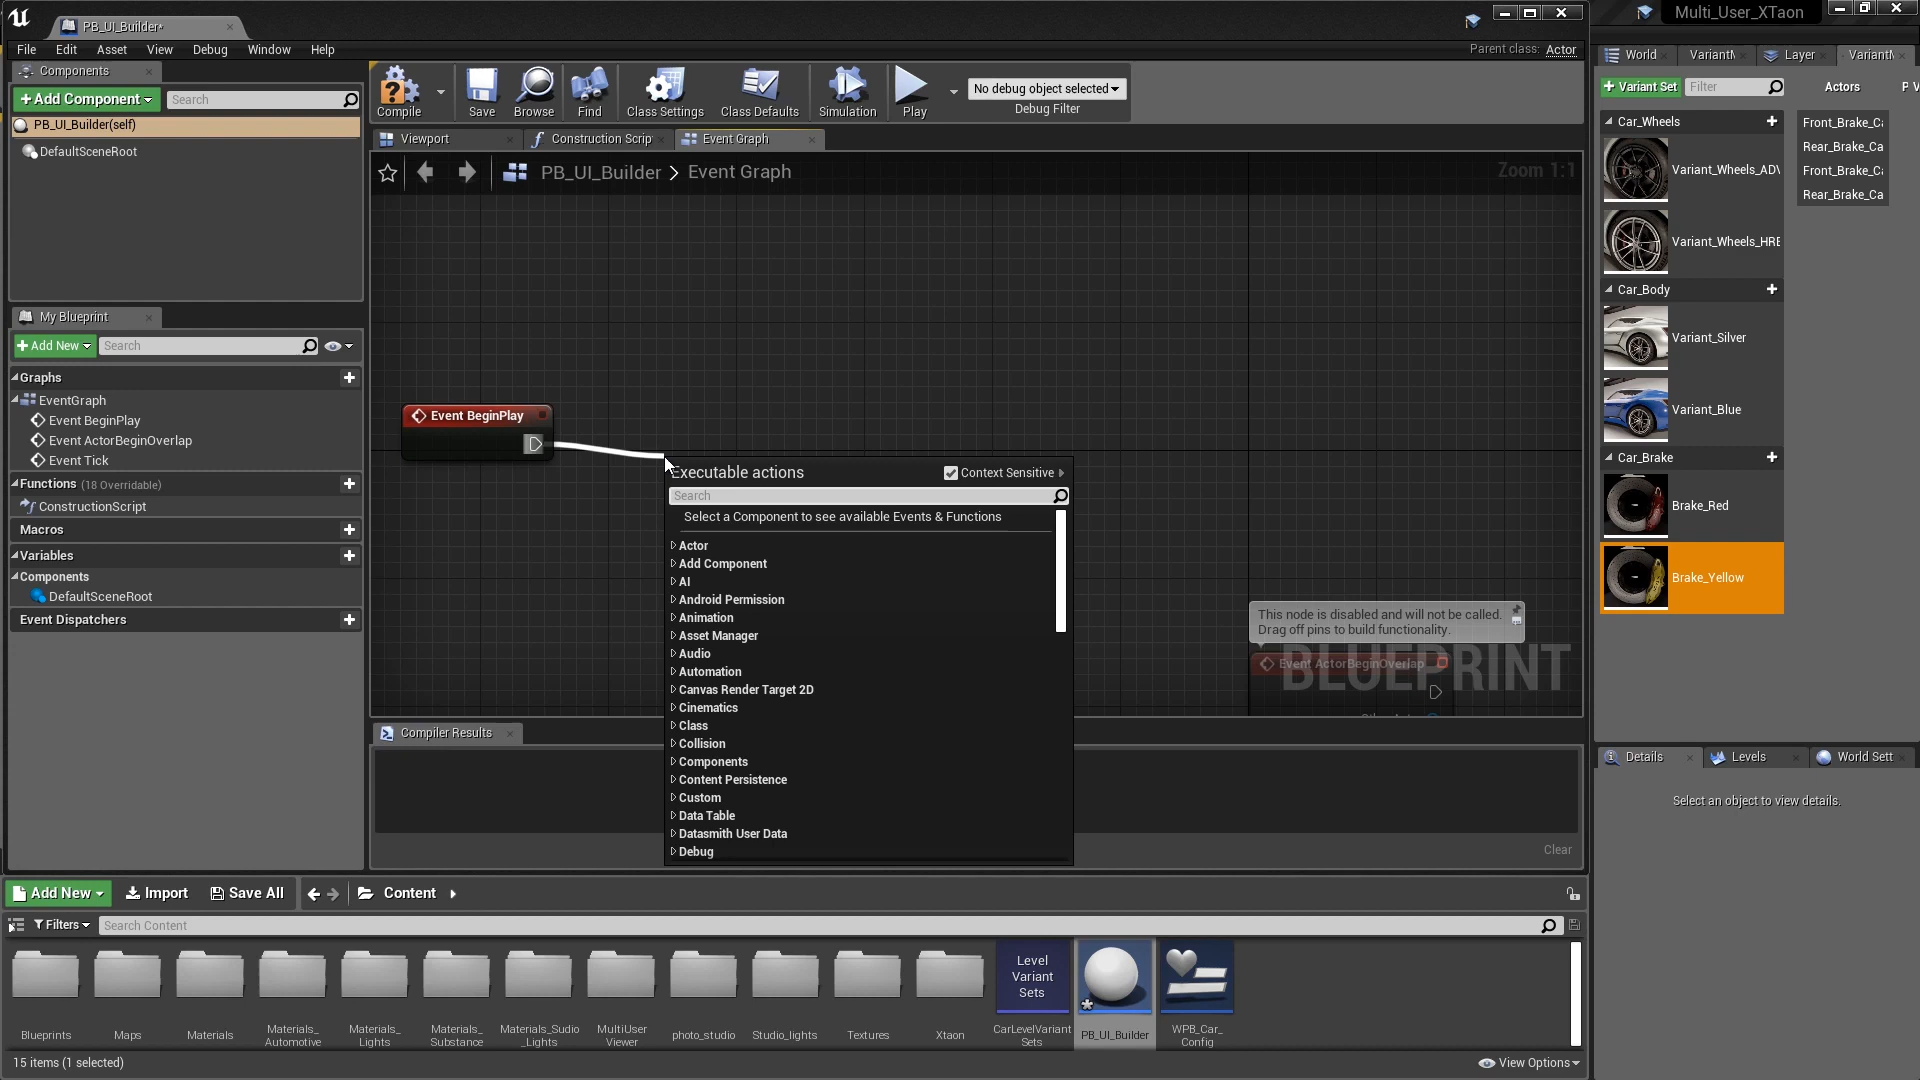 PB_UI_Builder*
File Edit Asset View Debug Window Help
Parent class: Actor
Multi_User_XTaon
Components
+Add Component
Search
PB_UI_Builder(self)
DefaultSceneRoot
Compile
Save
Browse
Find
Class Settings
Class Defaults
Simulation
Play
No debug object selected
Debug Filter
Viewport
Construction Scrip
Event Graph
PB_UI_Builder > Event Graph
Zoom 1:1
My Blueprint
+Add New
Search
Graphs
EventGraph
Event BeginPlay
Event ActorBeginOverlap
Event Tick
Functions (18 Overridable)
ConstructionScript
Macros
Variables
Components
DefaultSceneRoot
Event Dispatchers
Event BeginPlay
Executable actions
Context Sensitive
Search
Select a Component to see available Events & Functions
Actor
Add Component
AI
Android Permission
Animation
Asset Manager
Audio
Automation
Canvas Render Target 2D
Cinematics
Class
Collision
Components
Content Persistence
Custom
Data Table
Datasmith User Data
Debug
This node is disabled and will not be called.
Drag off pins to build functionality.
Event ActorBeginOverlap
BLUEPRINT
Compiler Results
Clear
World
VariantM
Layer
VariantM
+ Variant Set
Filter
Actors
P V
Car_Wheels
Variant_Wheels_ADV
Variant_Wheels_HRE
Car_Body
Variant_Silver
Variant_Blue
Car_Brake
Brake_Red
Brake_Yellow
Front_Brake_Ca
Rear_Brake_Ca
Front_Brake_Ca
Rear_Brake_Ca
Details
Levels
World Sett
Select an object to view details.
Add New
Import
Save All
Content
Filters
Search Content
Blueprints
Maps
Materials
Materials_
Automotive
Materials_
Lights
Materials_
Substance
Materials_Sudio
_Lights
MultiUser
Viewer
photo_studio
Studio_lights
Textures
Xtaon
Level
Variant
Sets
CarLevelVariant
Sets
PB_UI_Builder
WPB_Car_
Config
15 items (1 selected)
View Options